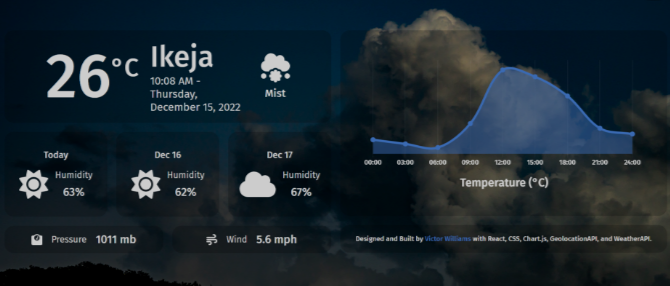 26°C
Ikeja
10:08 AM -
Thursday,
December 15, 2022
Mist
Today
Humidity
63%
Dec 16
Humidity
62%
Dec 17
Humidity
67%
Pressure 1011 mb
Wind 5.6 mph
00:00 03:00 06:00 09:00 12:00 15:00 18:00 21:00 24:00
Temperature (°C)
Designed and Built by Victor Williams with React, CSS, Chart.js, GeolocationAPI, and WeatherAPI.